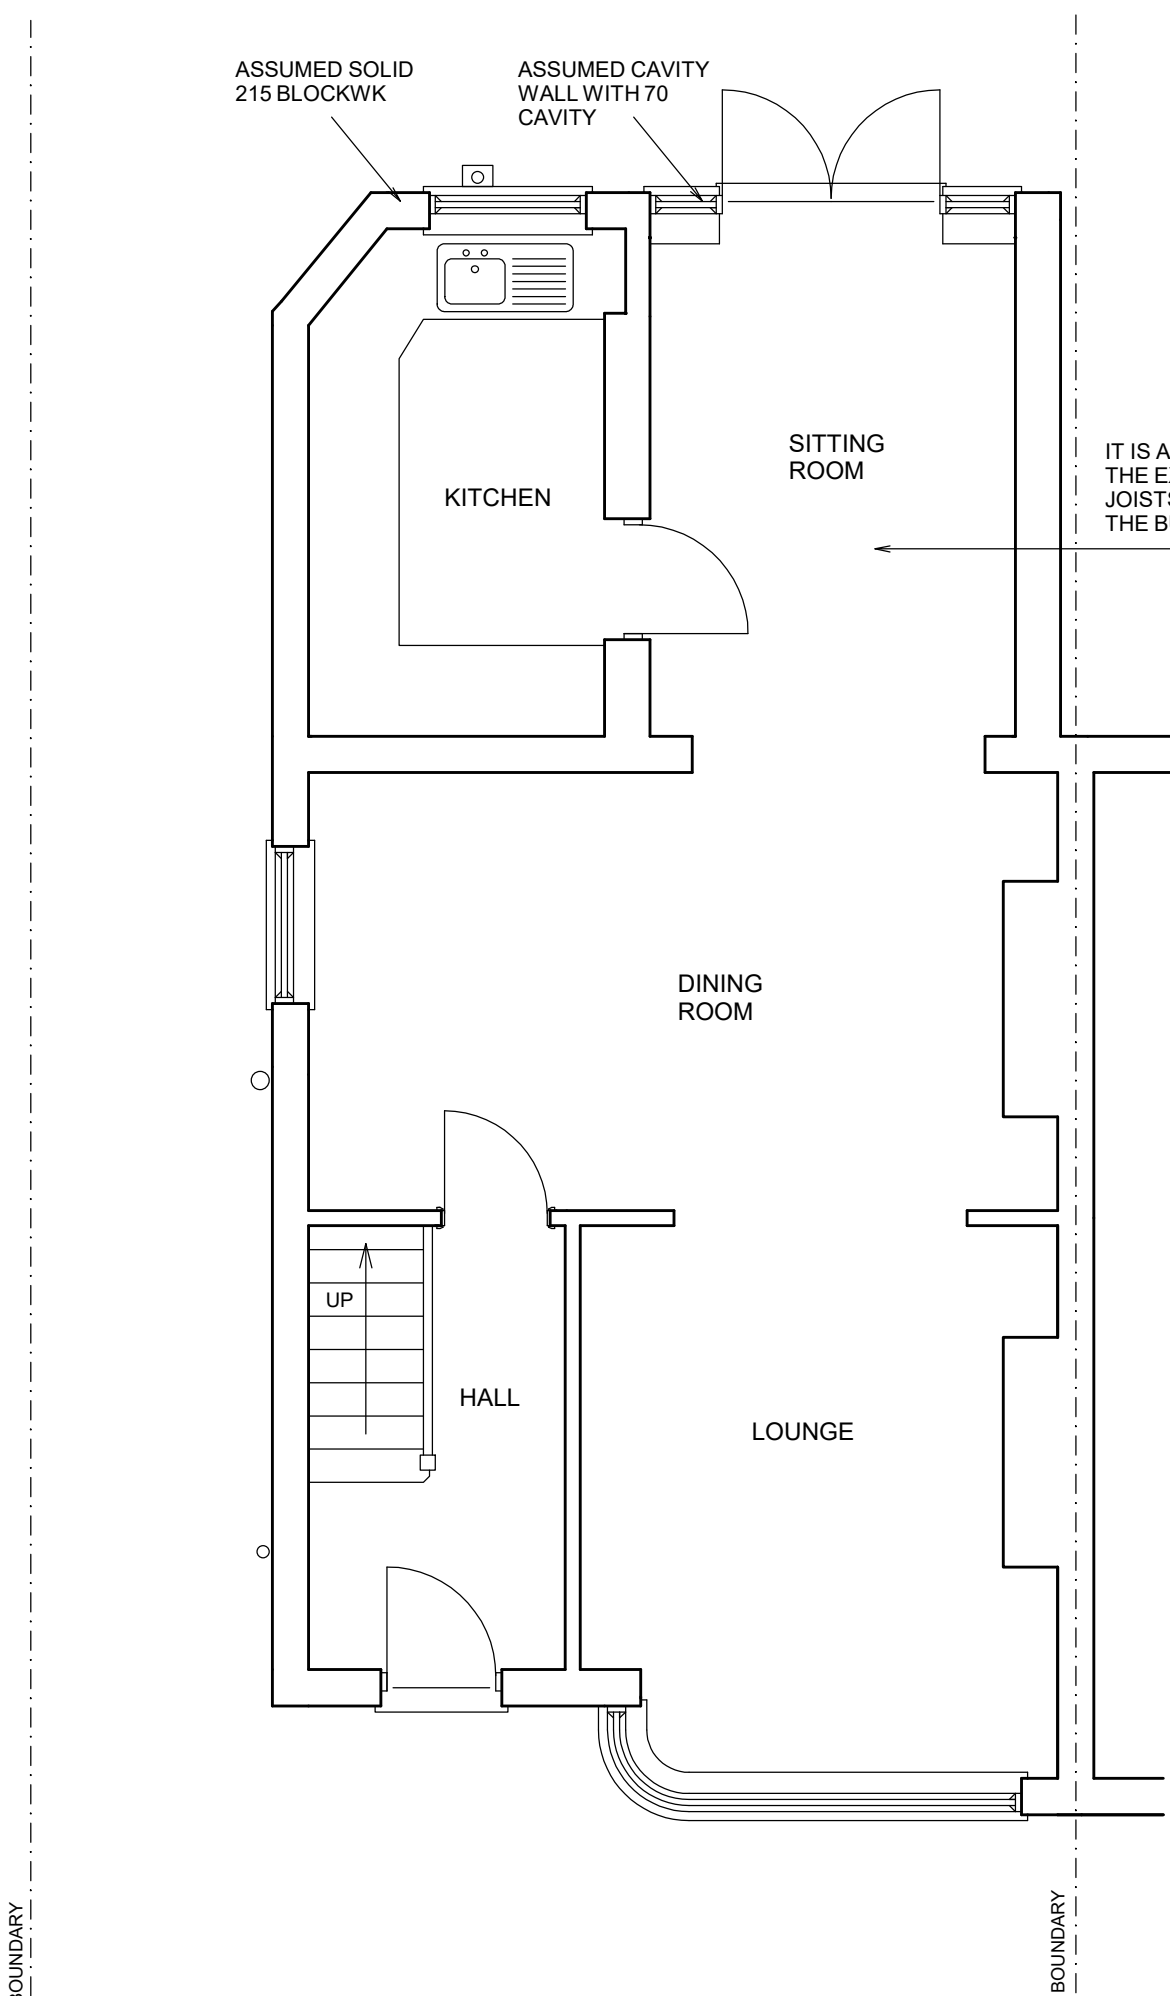 ASSUMED SOLID
215 BLOCKWK
ASSUMED CAVITY
WALL WITH 70
CAVITY
SITTING
ROOM
IT IS A
THE
JOISTS
THE
KITCHEN
DINING
ROOM
UP
HALL
LOUNGE
BOUNDARY
BOUNDARY